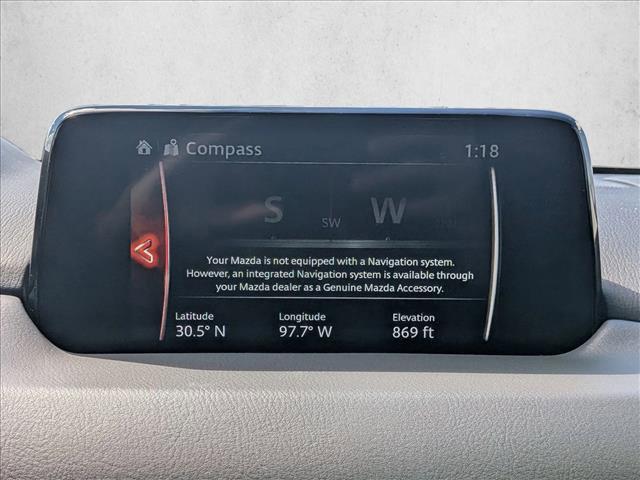 Compass 1:18
S SW W
Your Mazda is not equipped with a Navigation system.
However, an integrated Navigation system is available through
your Mazda dealer as a Genuine Mazda Accessory.
Latitude Longitude Elevation
30.5° N 97.7° W 869 ft